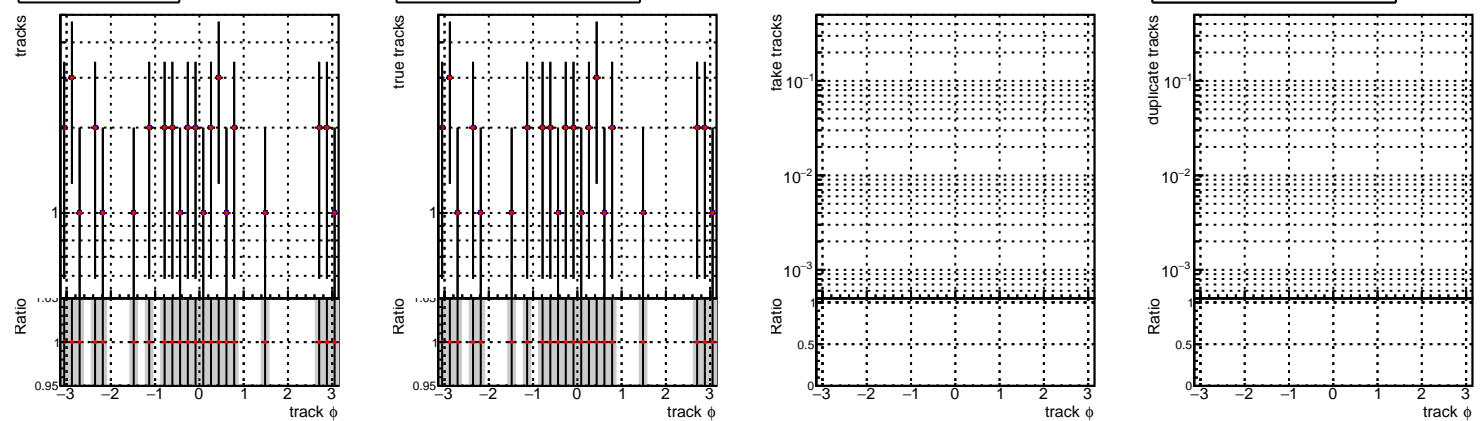 tracks
1
Ratio
1.05
1
0.95
−3 −2 −1 0 1 2 3
track ϕ
true tracks
1
Ratio
1
0.95
−3 −2 −1 0 1 2 3
track ϕ
fake tracks
10−1
10−2
10−3
Ratio
1
0.5
0
−3 −2 −1 0 1 2 3
track ϕ
duplicate tracks
10−1
10−2
10−3
Ratio
1
0.5
0
−3 −2 −1 0 1 2 3
track ϕ